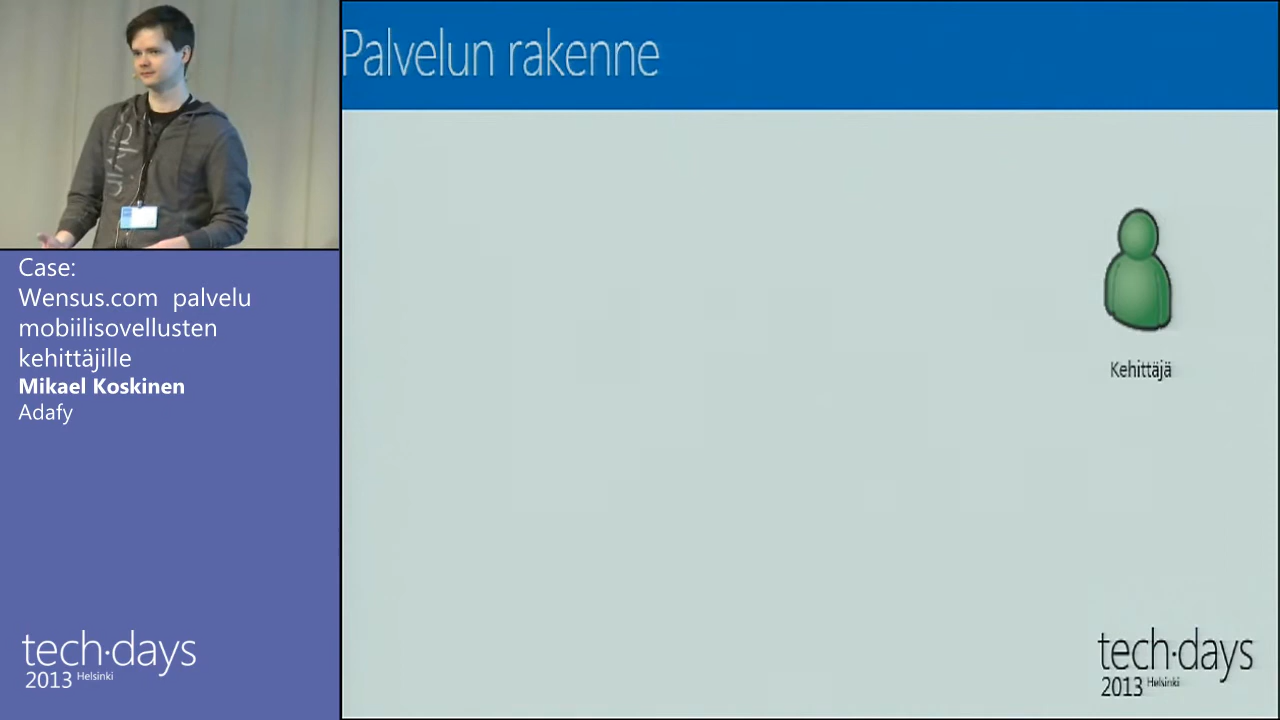 Palvelun rakenne
Kehittäjä
Case:
Wensus.com palvelu
mobiilisovellusten
kehittäjille
Mikael Koskinen
Adafy
tech·days
2013 Helsinki
tech·days
2013 Helsinki